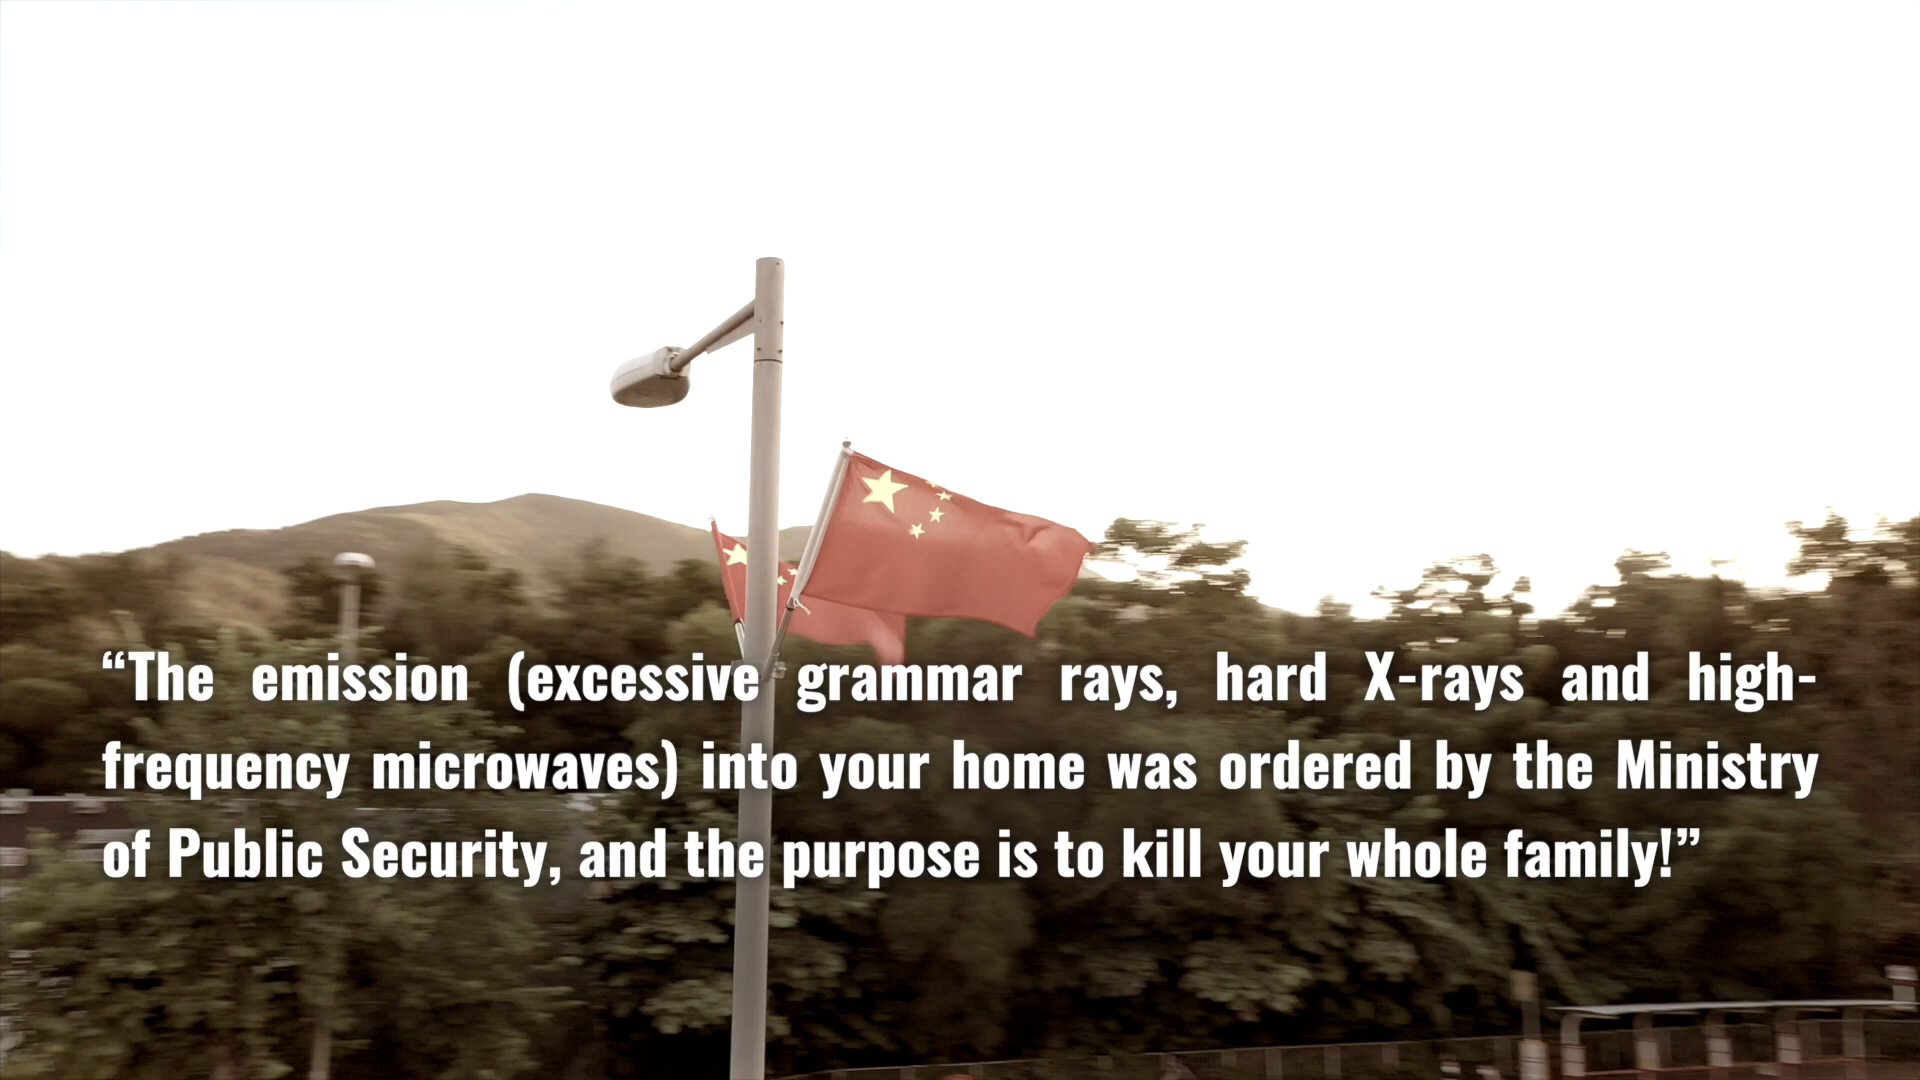 “The emission (excessive grammar rays, hard X-rays and high-
frequency microwaves) into your home was ordered by the Ministry
of Public Security, and the purpose is to kill your whole family!”